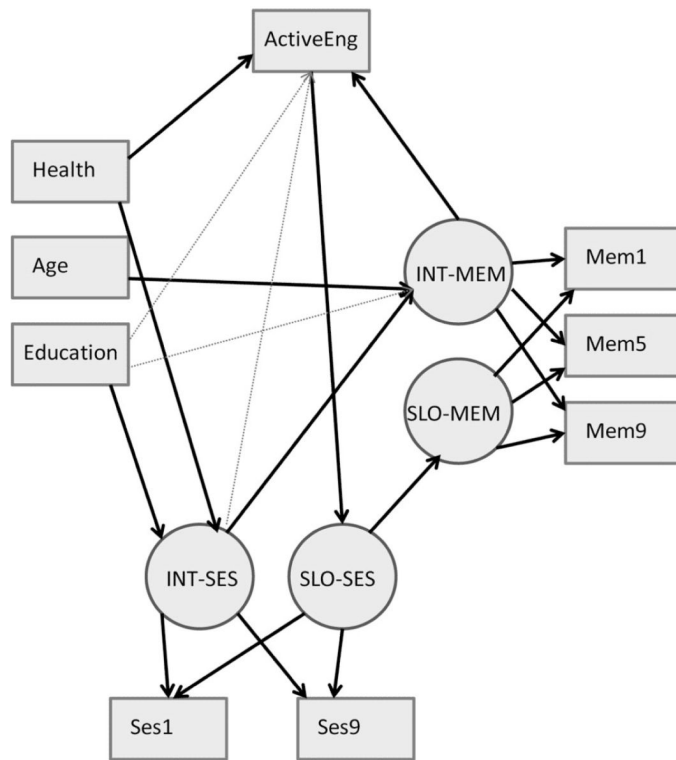 ActiveEng
Health
Age
Education
INT-MEM
SLO-MEM
Mem1
Mem5
Mem9
INT-SES
SLO-SES
Ses1
Ses9